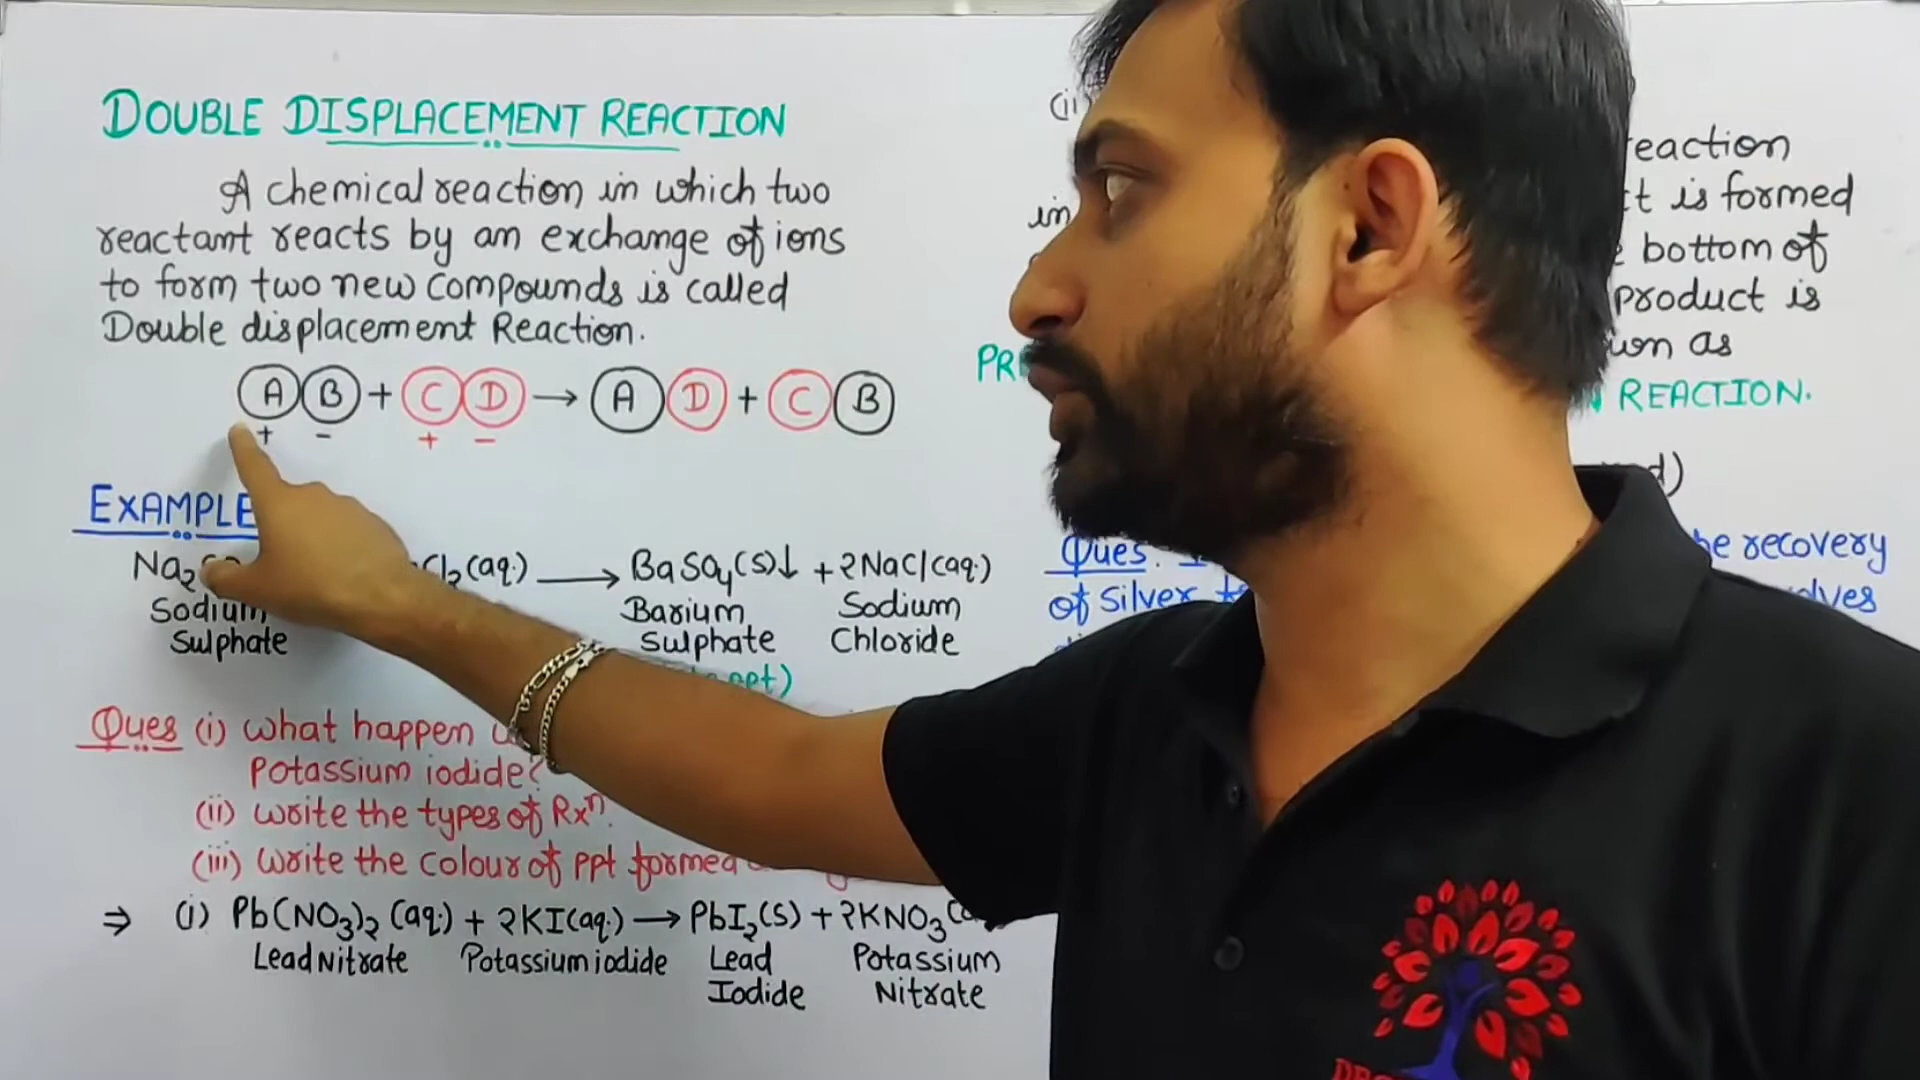 DOUBLE DISPLACEMENT REACTION
A chemical reaction in which two
reactant reacts by an exchange of ions
to form two new compounds is called
Double displacement Reaction.
A B + C D → A D + C B
+ - + -
EXAMPLE
Na₂ Cl₂(aq.) → BaSO₄(s)↓ + 2NaCl(aq.)
Sodium Barium Sodium
Sulphate Sulphate Chloride
ppt)
Ques (i) what happen
Potassium iodide?
(ii) write the types of Rxⁿ.
(iii) write the colour of ppt formed
⇒ (i) Pb(NO₃)₂ (aq.) + 2KI(aq.) → PbI₂(s) + 2KNO₃
Lead Nitrate Potassium iodide Lead Potassium
Iodide Nitrate
(ii)
reaction
in is formed
bottom of
product is
as
REACTION.
Ques. recovery
of silver